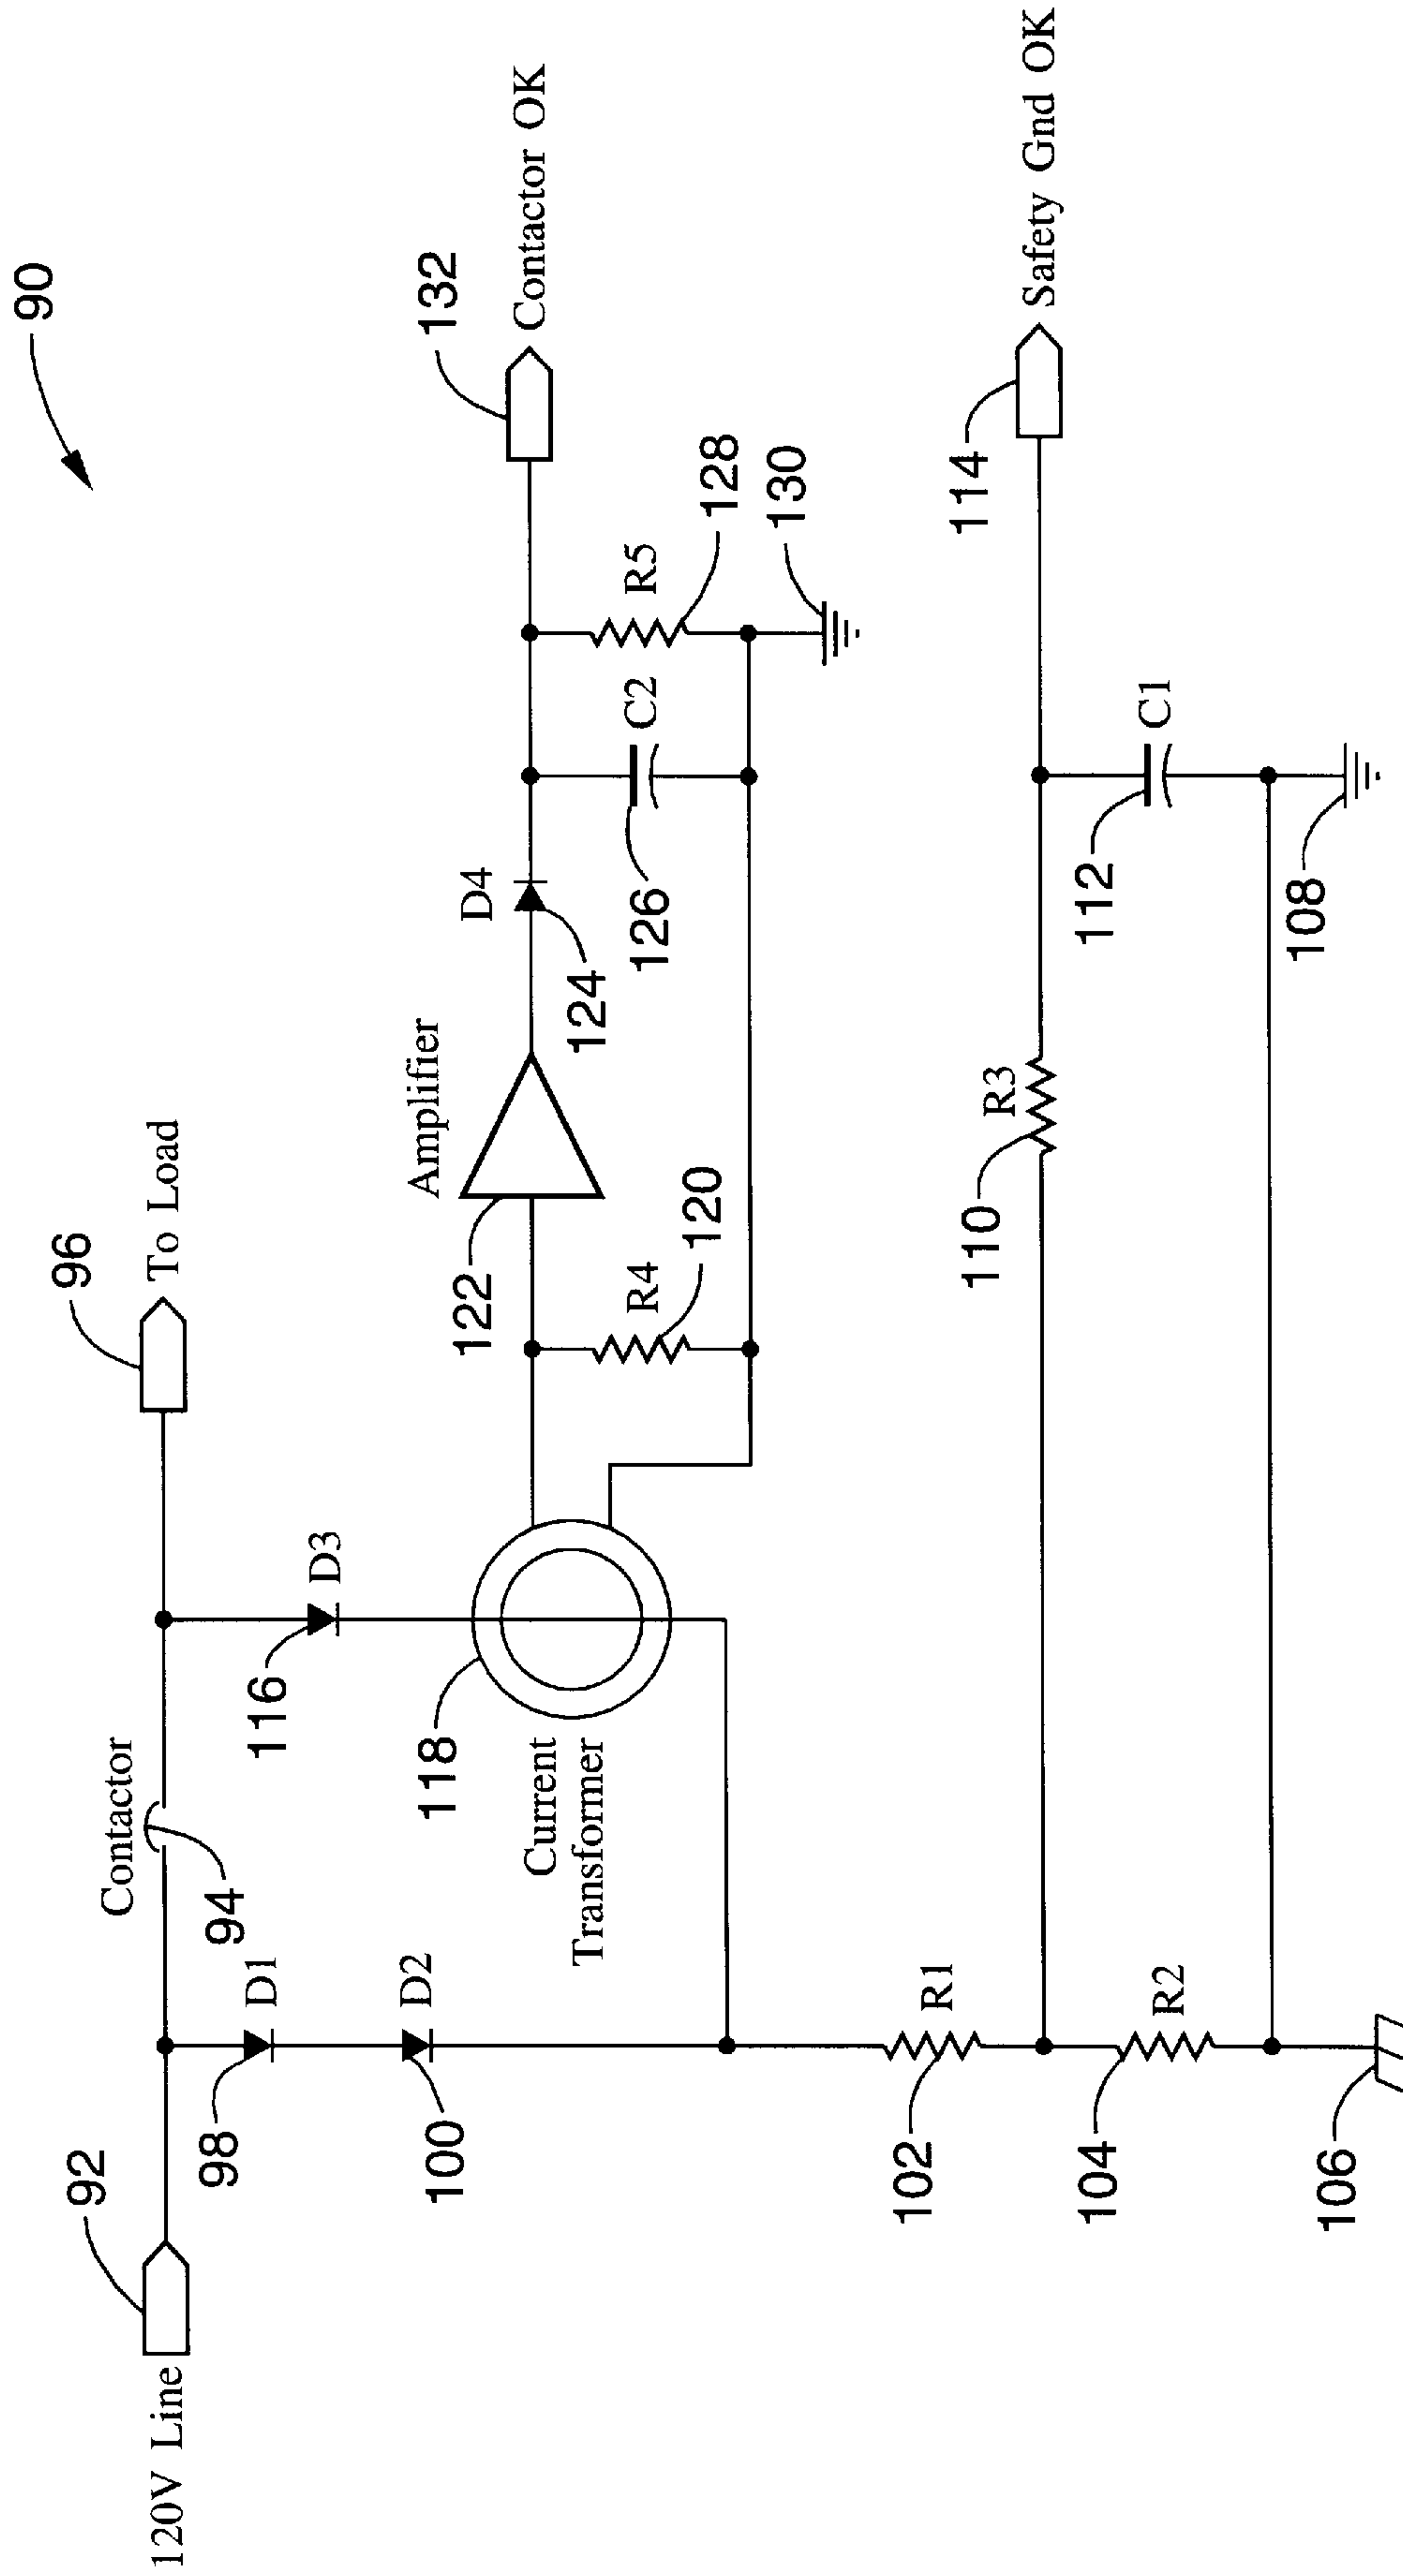 90
120V Line
92
Contactor
94
96
To Load
98
D1
100
D2
116
D3
118
Current
Transformer
Amplifier
122
R4
120
D4
124
126
C2
R5
128
130
132
Contactor OK
102
R1
104
R2
106
110
R3
112
C1
108
114
Safety Gnd OK